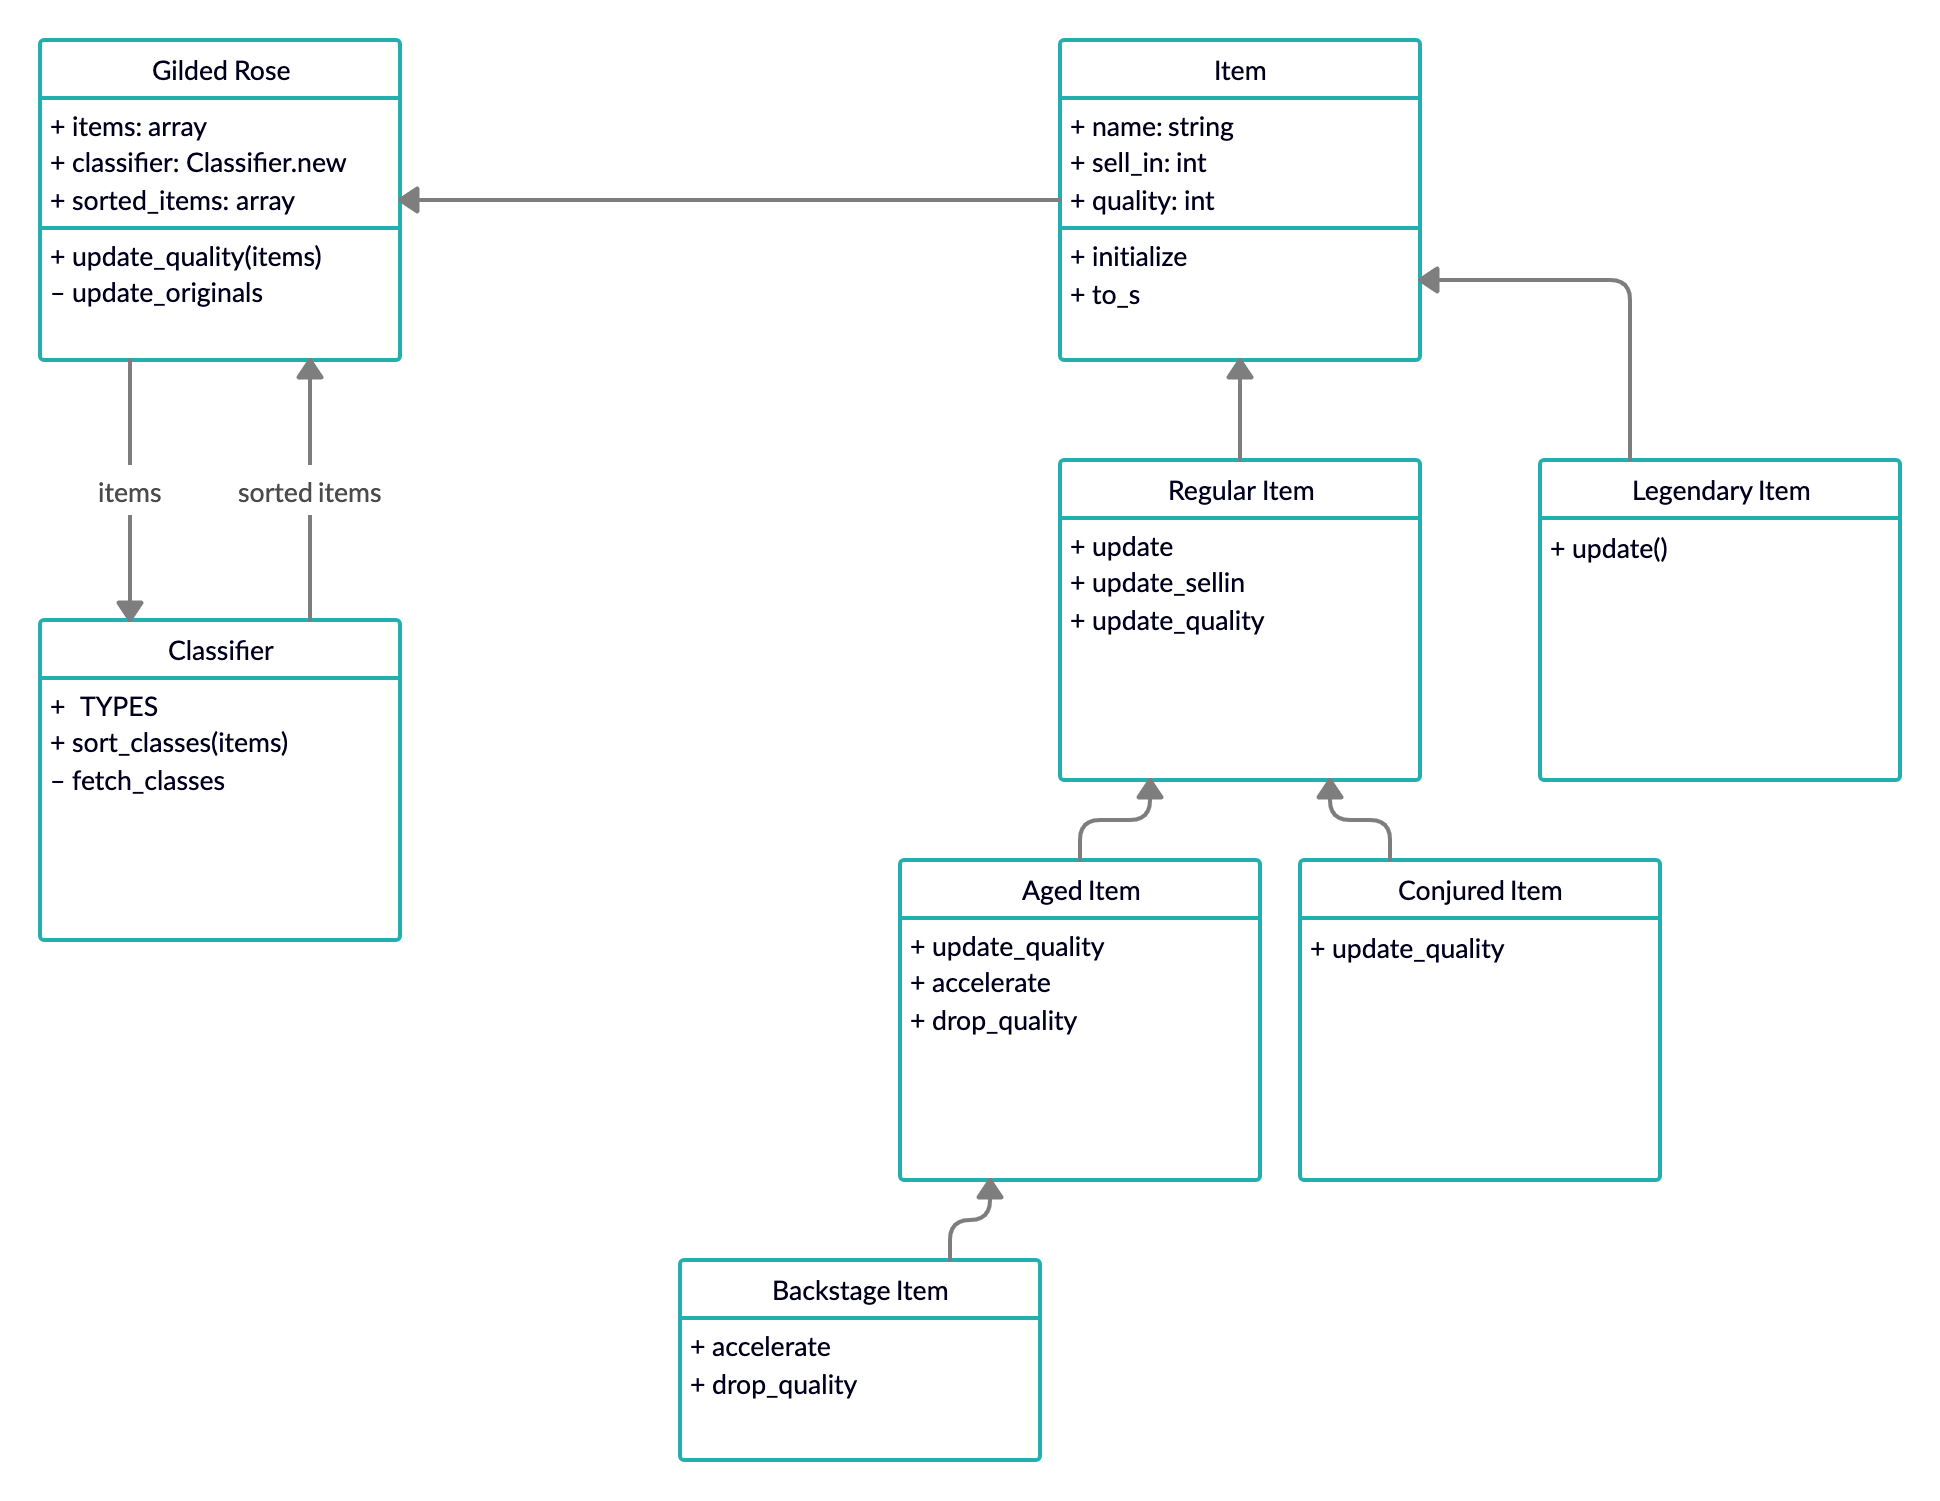 Gilded Rose
+ items: array
+ classifier: Classifier.new
+ sorted_items: array
+ update_quality(items)
– update_originals
Item
+ name: string
+ sell_in: int
+ quality: int
+ initialize
+ to_s
items
sorted items
Classifier
+ TYPES
+ sort_classes(items)
– fetch_classes
Regular Item
+ update
+ update_sellin
+ update_quality
Legendary Item
+ update()
Aged Item
+ update_quality
+ accelerate
+ drop_quality
Conjured Item
+ update_quality
Backstage Item
+ accelerate
+ drop_quality